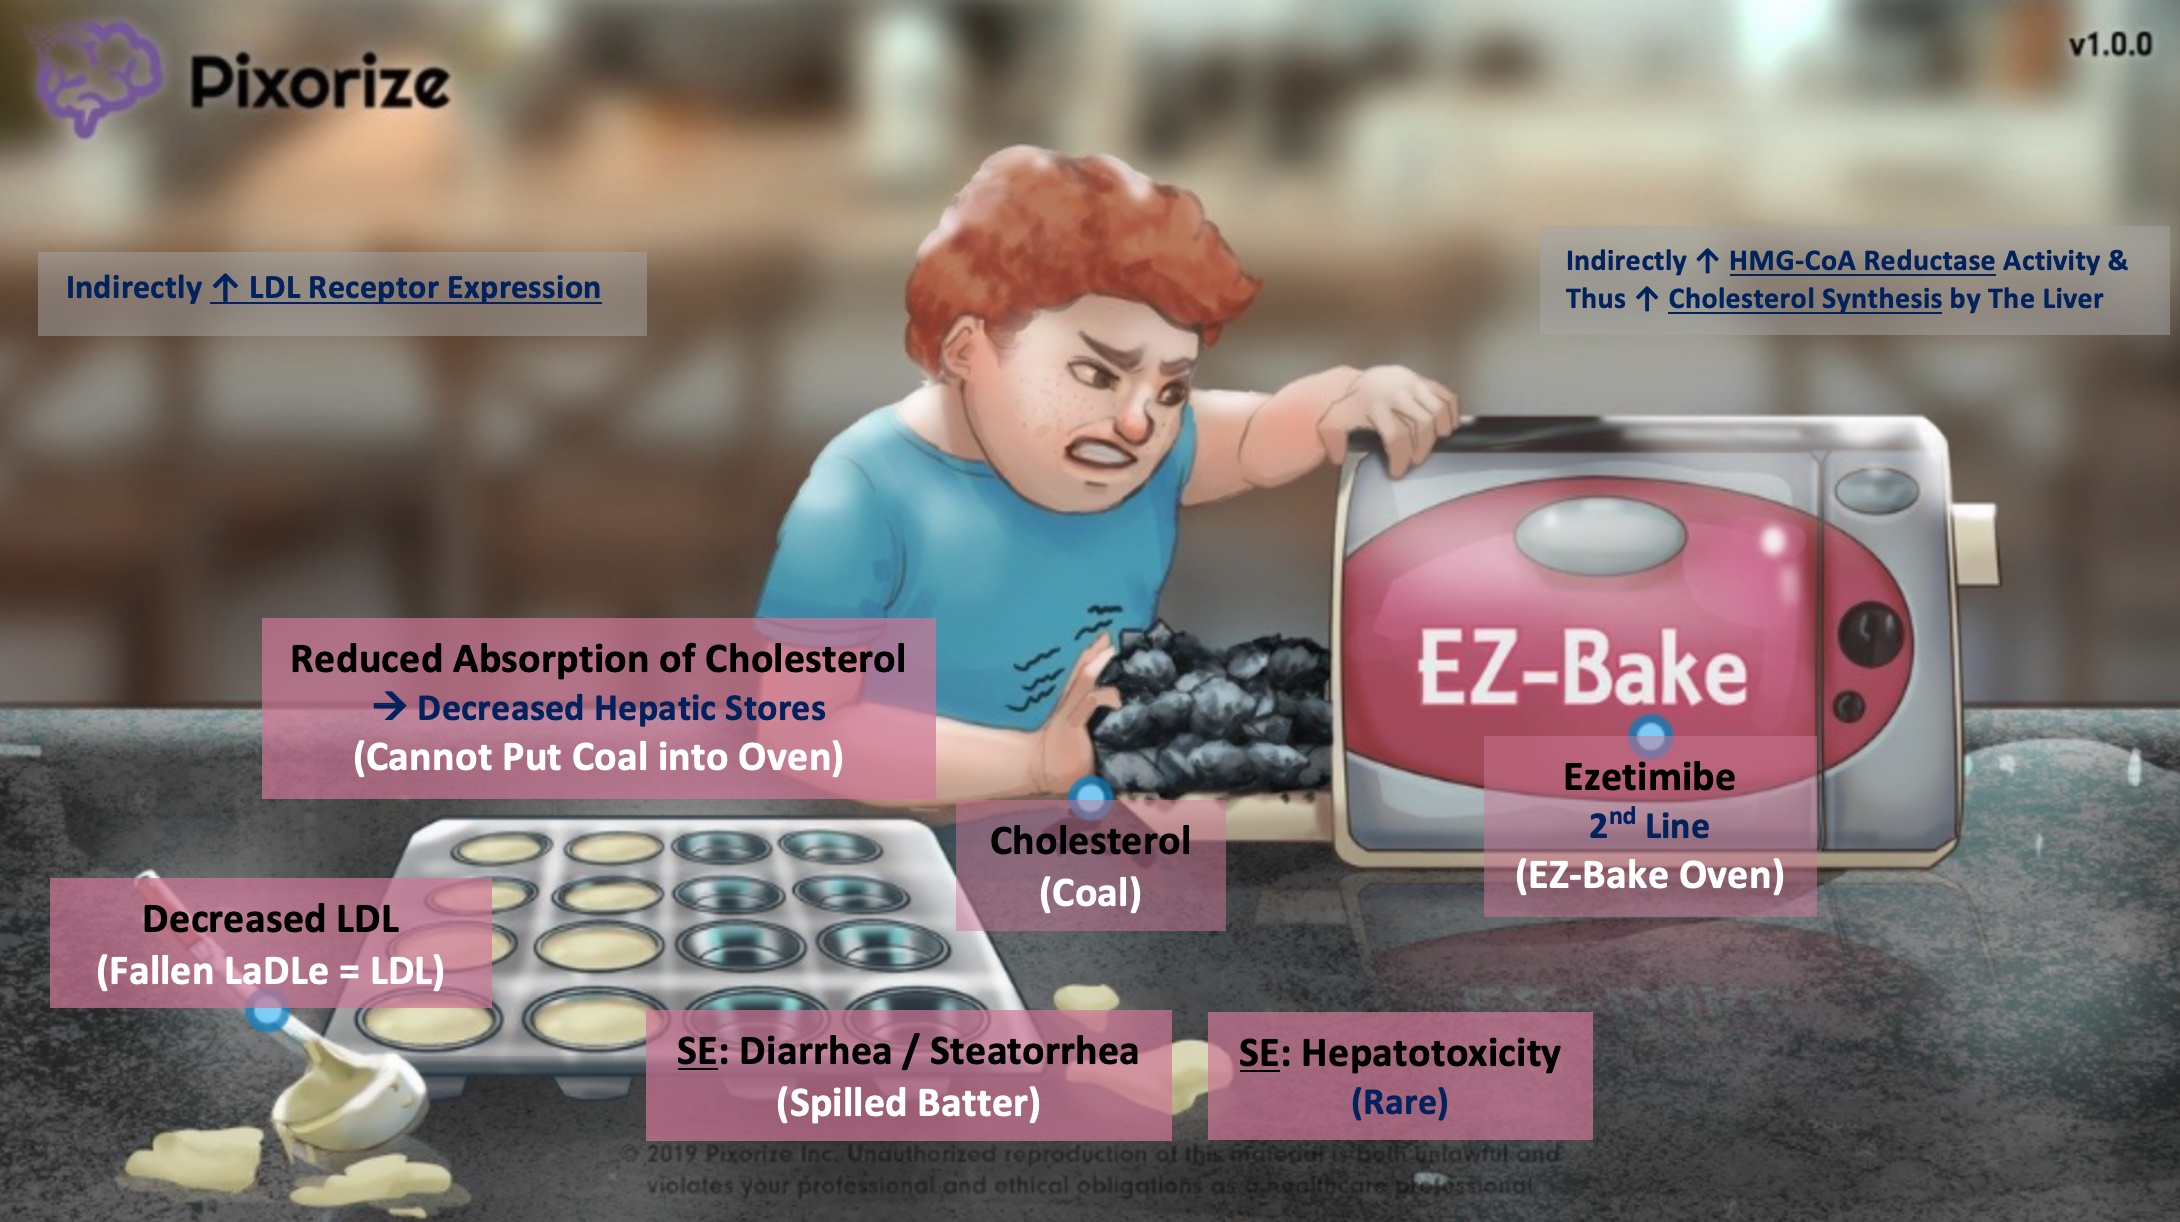 Pixorize
v1.0.0
Indirectly ↑ LDL Receptor Expression
Indirectly ↑ HMG-CoA Reductase Activity &
Thus ↑ Cholesterol Synthesis by The Liver
Reduced Absorption of Cholesterol
→ Decreased Hepatic Stores
(Cannot Put Coal into Oven)
EZ-Bake
Ezetimibe
2nd Line
(EZ-Bake Oven)
Cholesterol
(Coal)
Decreased LDL
(Fallen LaDLe = LDL)
SE: Diarrhea / Steatorrhea
(Spilled Batter)
SE: Hepatotoxicity
(Rare)
© 2019 Pixorize Inc. Unauthorized reproduction of this material is both unlawful and
violates your professional and ethical obligations as a healthcare professional